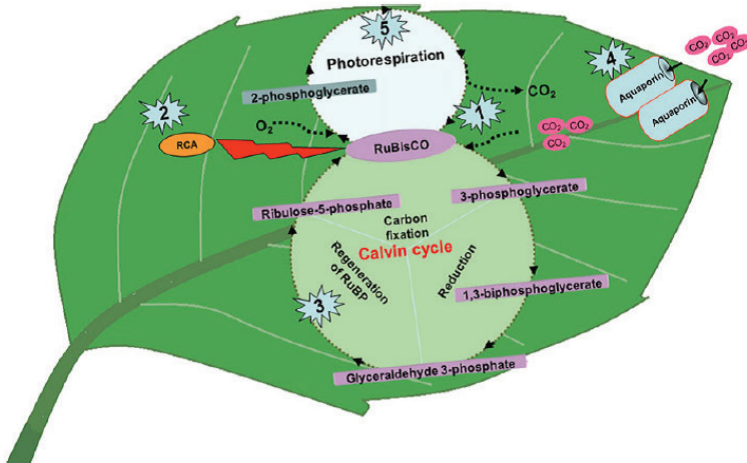 5
Photorespiration
2-phosphoglycerate
CO₂
4
CO₂
CO₂
CO₂
CO₂
Aquaporin
Aquaporin
2
O₂
1
RCA
RuBisCO
CO₂
CO₂
CO₂
Ribulose-5-phosphate
3-phosphoglycerate
Carbon
fixation
Calvin cycle
Regeneration
of RuBP
Reduction
3
1,3-biphosphoglycerate
Glyceraldehyde 3-phosphate